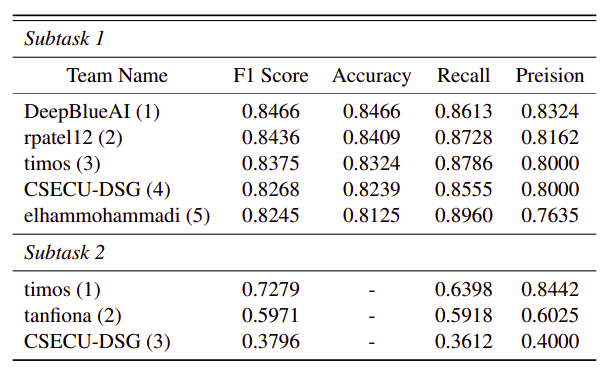 Subtask 1
Team Name F1 Score Accuracy Recall Preision
DeepBlueAI (1) 0.8466 0.8466 0.8613 0.8324
rpatel12 (2) 0.8436 0.8409 0.8728 0.8162
timos (3) 0.8375 0.8324 0.8786 0.8000
CSECU-DSG (4) 0.8268 0.8239 0.8555 0.8000
elhammohammadi (5) 0.8245 0.8125 0.8960 0.7635
Subtask 2
timos (1) 0.7279 - 0.6398 0.8442
tanfiona (2) 0.5971 - 0.5918 0.6025
CSECU-DSG (3) 0.3796 - 0.3612 0.4000